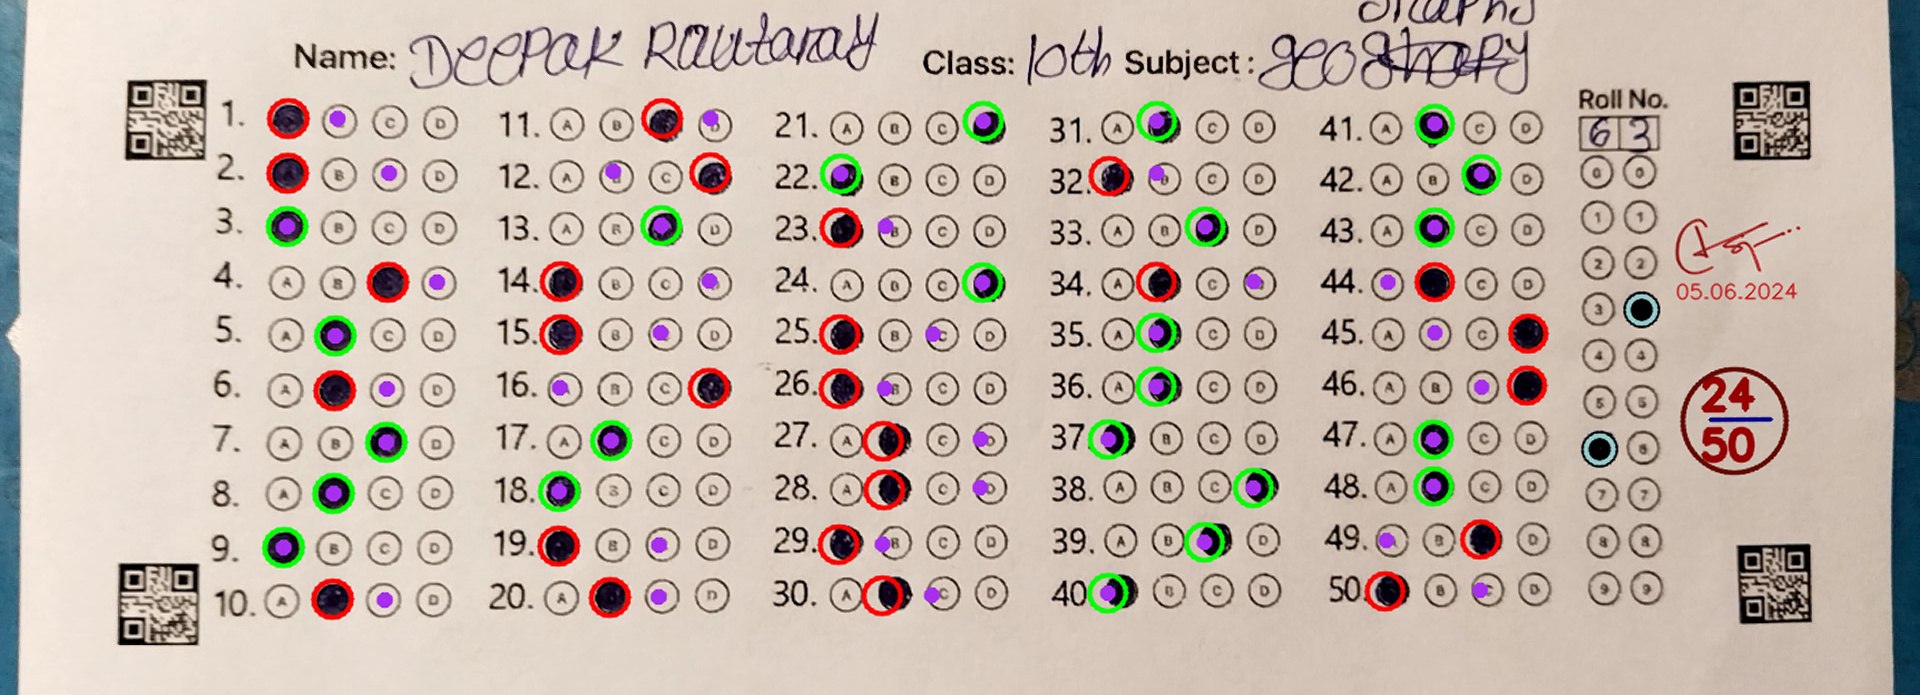 graphy
Name: Deepak Rautaray Class: 10th Subject: geo
1. B C D 11. A B D 21. A B C 31. A C D 41. A C D Roll No.
6 3
2. B C D 12. A B C 22. B C D 32. B C D 42. A B D 0 0
3. B C D 13. A B D 23. B C D 33. A B D 43. A C D 1 1
4. A B D 14. B C D 24. A B C 34. A C D 44. A C D 2 2
05.06.2024
5. A C D 15. B C D 25. B C D 35. A C D 45. A B C 3
6. A C D 16. A B C 26. B C D 36. A C D 46. A B C 4 4
7. A B D 17. A C D 27. A C D 37. B C D 47. A C D 5 5
24
50
8. A C D 18. B C D 28. A C D 38. A B C 48. A C D 6
9. B C D 19. B C D 29. B C D 39. A B D 49. A B D 7 7
10. A C D 20. A C D 30. A C D 40. B C D 50. B C D 8 8
9 9